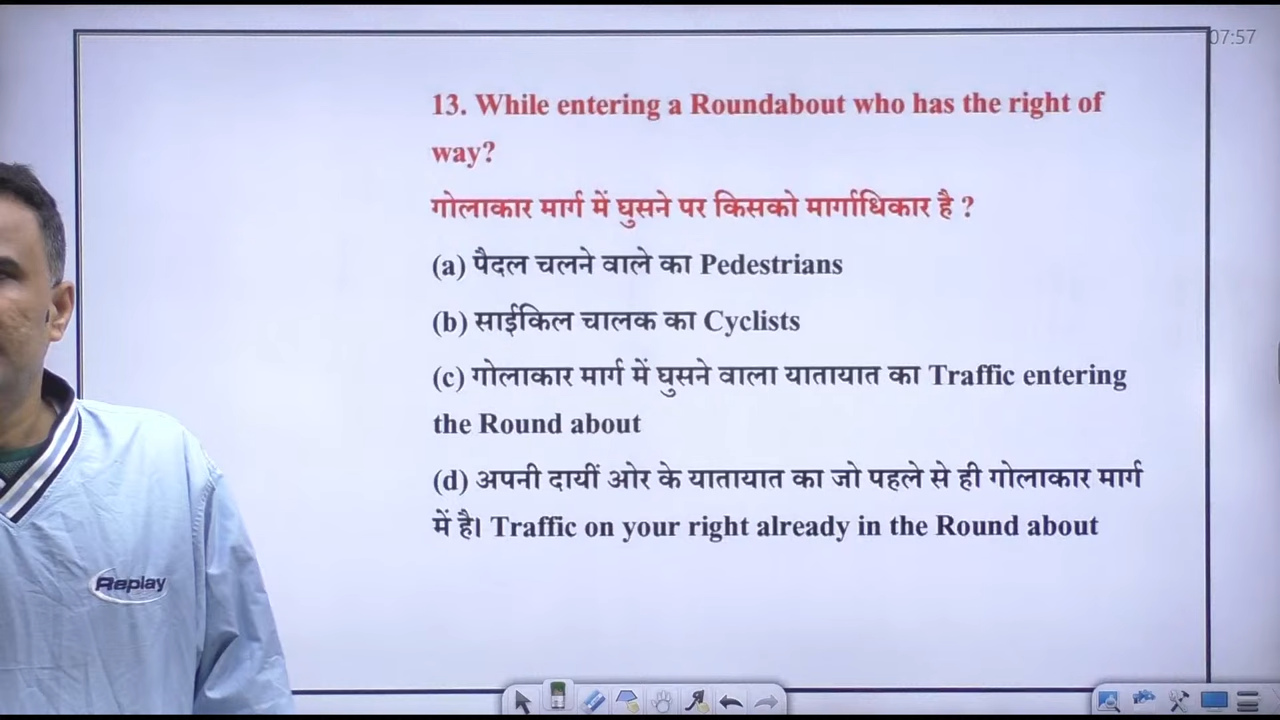 07:57
13. While entering a Roundabout who has the right of
way?
गोलाकार मार्ग में घुसने पर किसको मार्गाधिकार है ?
(a) पैदल चलने वाले का Pedestrians
(b) साईकिल चालक का Cyclists
(c) गोलाकार मार्ग में घुसने वाला यातायात का Traffic entering
the Round about
(d) अपनी दायीं ओर के यातायात का जो पहले से ही गोलाकार मार्ग
में है। Traffic on your right already in the Round about
Replay